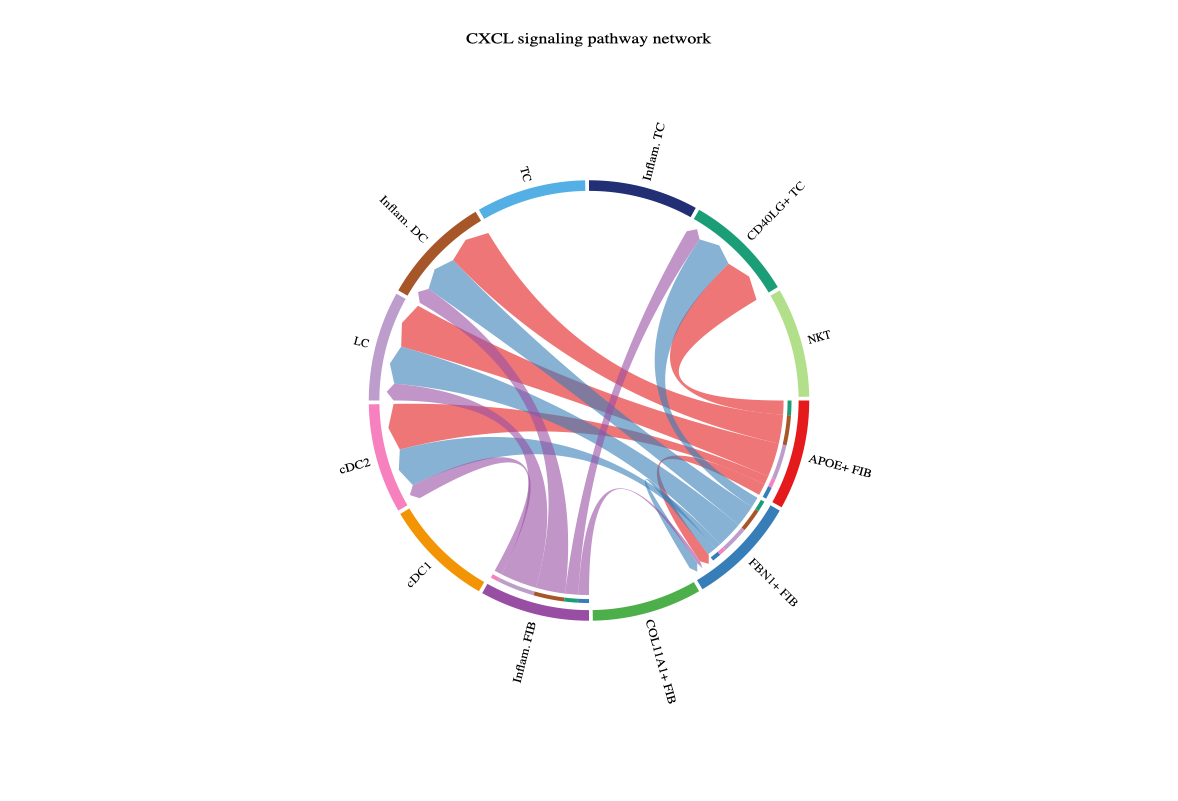 CXCL signaling pathway network
Inflam. TC
TC
CD40LG+ TC
Inflam. DC
NKT
LC
APOE+ FIB
cDC2
FBN1+ FIB
cDC1
COL11A1+ FIB
Inflam. FIB